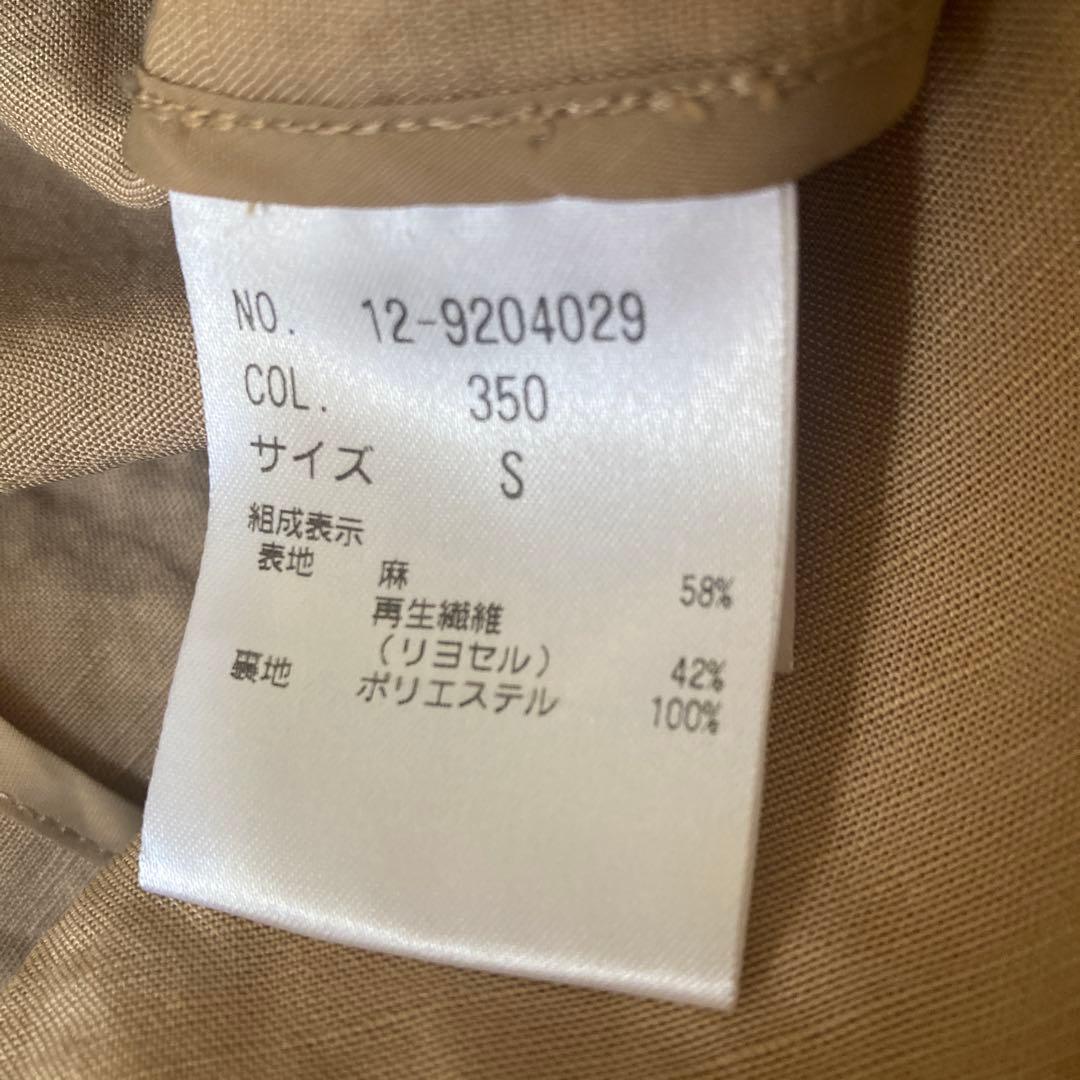 NO. 12-9204029
COL. 350
サイズ S
組成表示
表地 麻 58%
再生繊維
(リヨセル) 42%
裏地 ポリエステル 100%